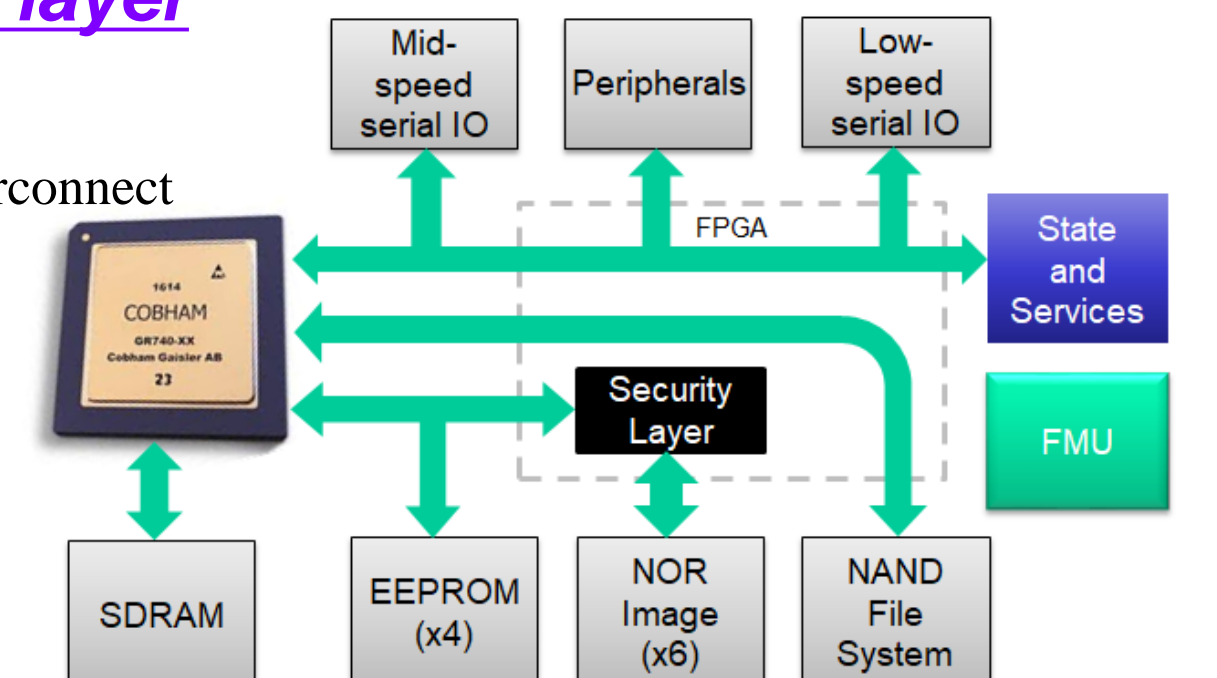 layer
Mid-
speed
serial IO
Peripherals
Low-
speed
serial IO
rconnect
FPGA
State
and
Services
1614
COBHAM
GR740-XX
Cobham Gaisler AB
23
Security
Layer
FMU
SDRAM
EEPROM
(x4)
NOR
Image
(x6)
NAND
File
System